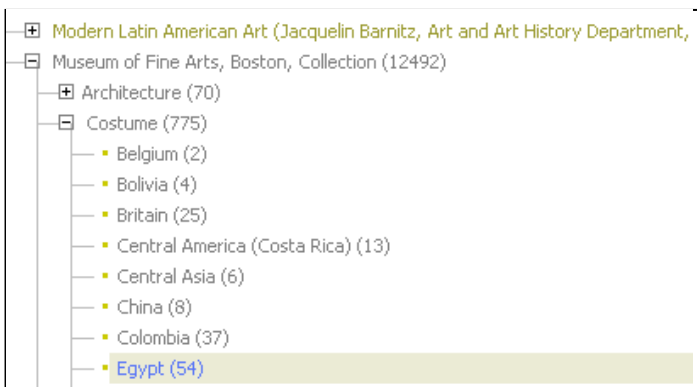 Modern Latin American Art (Jacquelin Barnitz, Art and Art History Department,
Museum of Fine Arts, Boston, Collection (12492)
Architecture (70)
Costume (775)
Belgium (2)
Bolivia (4)
Britain (25)
Central America (Costa Rica) (13)
Central Asia (6)
China (8)
Colombia (37)
Egypt (54)